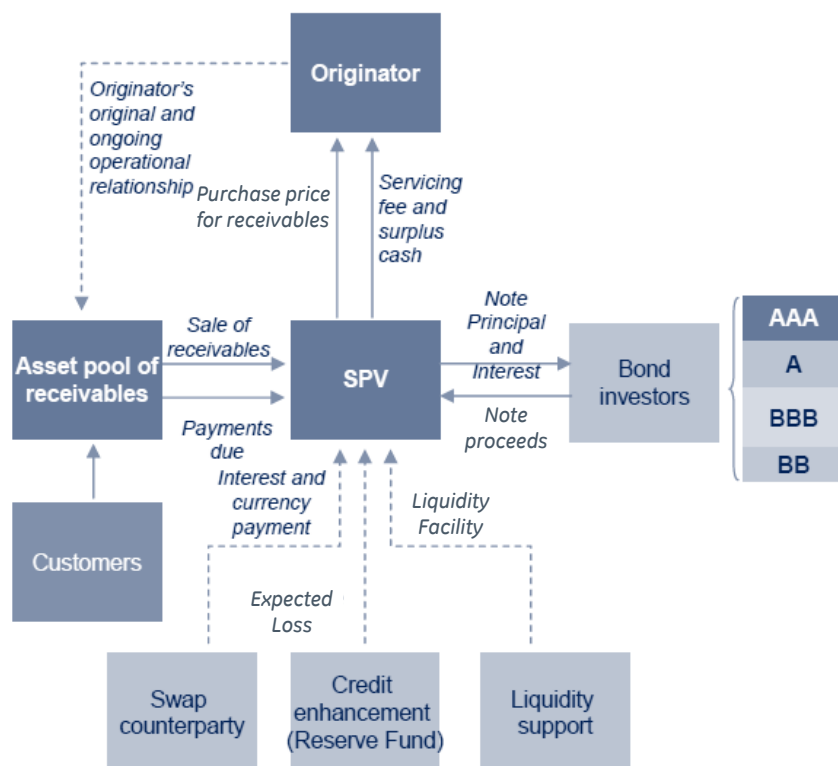 Originator
Originator's
original and
ongoing
operational
relationship
Purchase price
for receivables
Servicing
fee and
surplus
cash
Asset pool of
receivables
Sale of
receivables
SPV
Note
Principal
and
Interest
Bond
investors
AAA
A
BBB
BB
Payments
due
Note
proceeds
Interest and
currency
payment
Liquidity
Facility
Customers
Expected
Loss
Swap
counterparty
Credit
enhancement
(Reserve Fund)
Liquidity
support